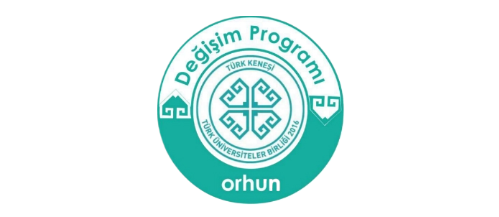 Değişim Programı
TÜRK KENEŞİ
TÜRK ÜNİVERSİTELER BİRLİĞİ 2016
orhun